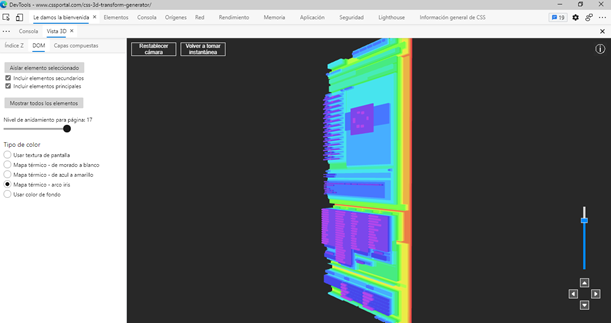 DevTools - www.cssportal.com/css-3d-transform-generator/
Le damos la bienvenida Elementos Consola Orígenes Red Rendimiento Memoria Aplicación Seguridad Lighthouse Información general de CSS 19
Consola Vista 3D
Índice Z DOM Capas compuestas
Aislar elemento seleccionado
Incluir elementos secundarios
Incluir elementos principales
Mostrar todos los elementos
Nivel de anidamiento para página: 17
Tipo de color
Usar textura de pantalla
Mapa térmico - de morado a blanco
Mapa térmico - de azul a amarillo
Mapa térmico - arco iris
Usar color de fondo
Restablecer
cámara
Volver a tomar
instantánea